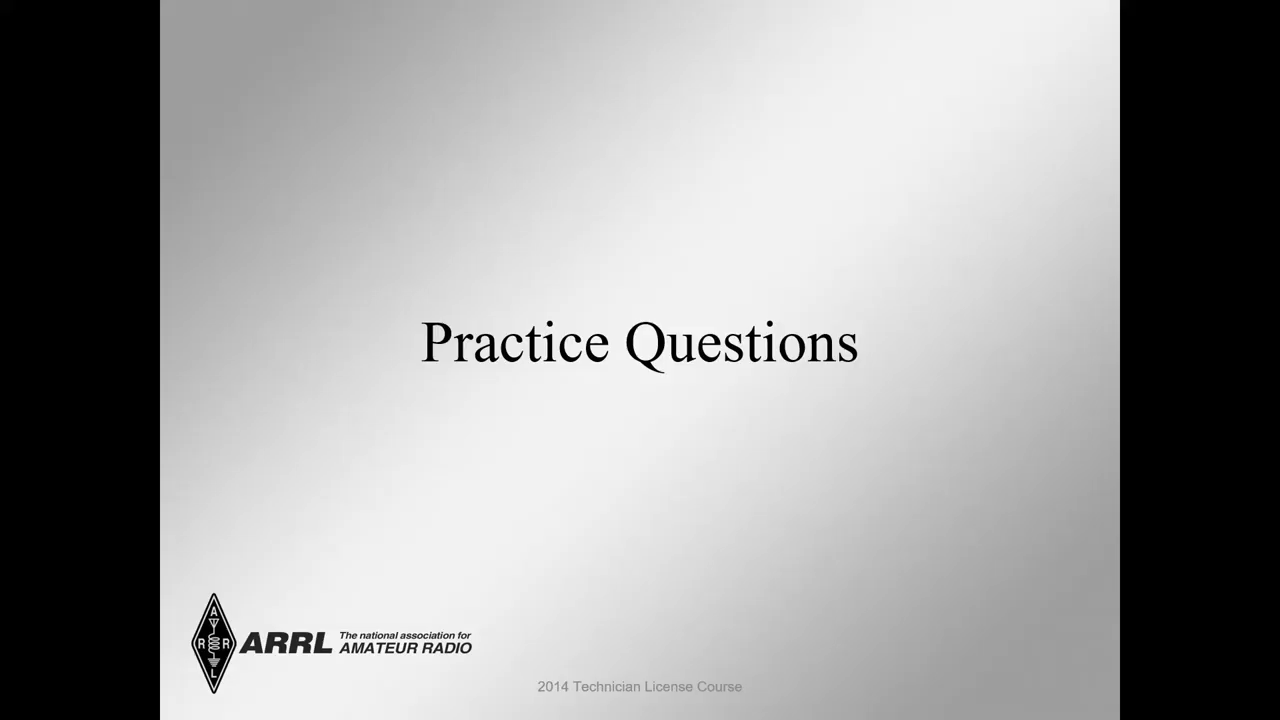 Practice Questions
A
R R
L
ARRL The national association for
AMATEUR RADIO
2014 Technician License Course